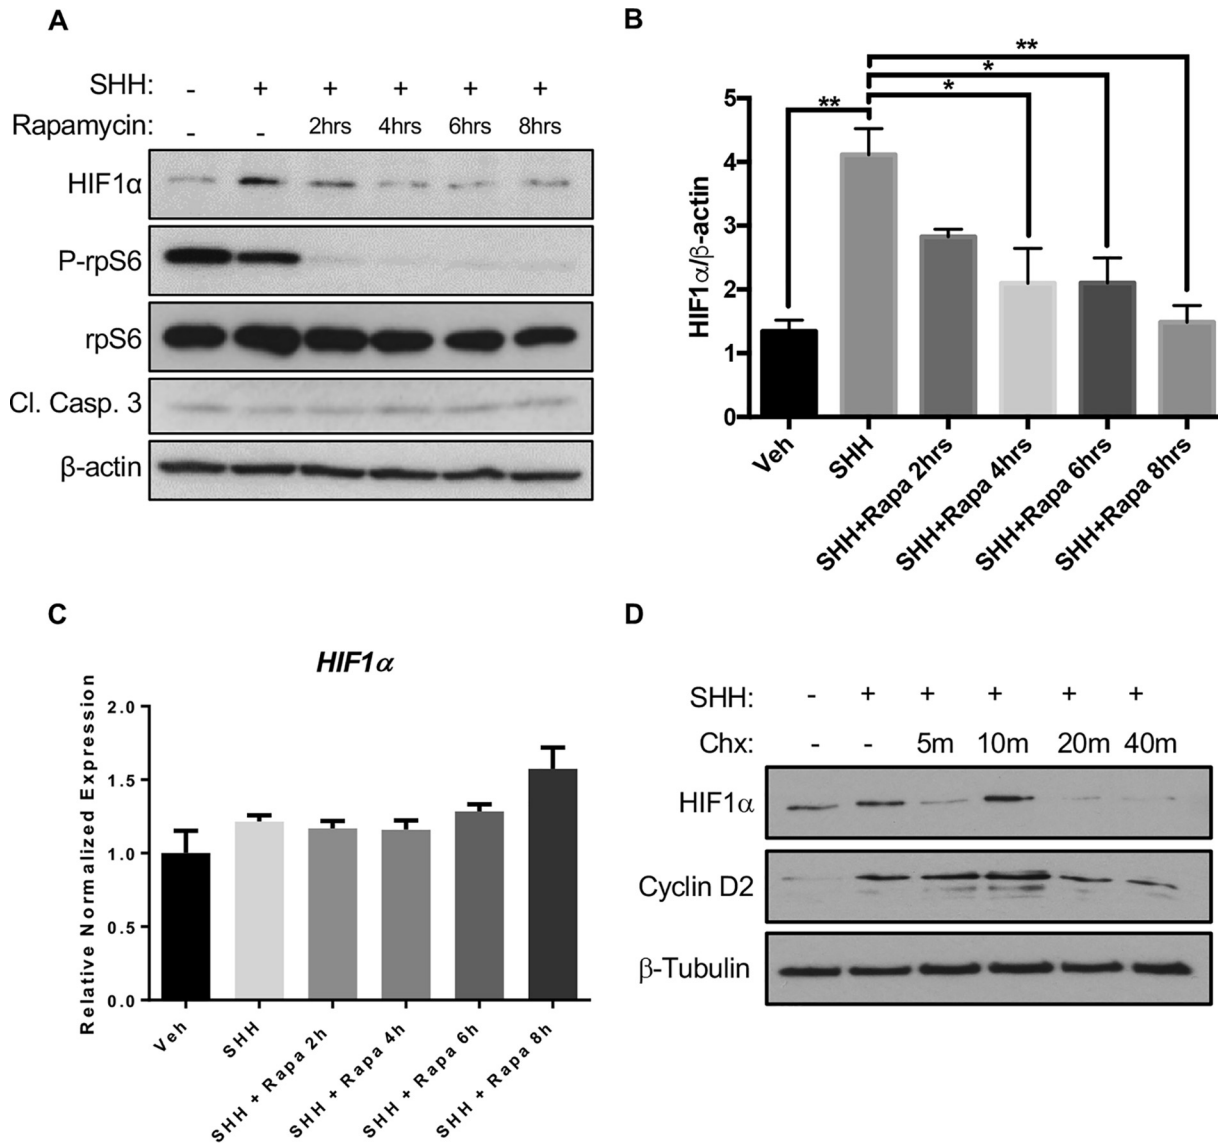 A
SHH: - + + + + +
Rapamycin: - - 2hrs 4hrs 6hrs 8hrs
HIF1α
P-rpS6
rpS6
Cl. Casp. 3
β-actin
B
**
*
*
**
HIF1α/β-actin
5
4
3
2
1
0
Veh
SHH
SHH+Rapa 2hrs
SHH+Rapa 4hrs
SHH+Rapa 6hrs
SHH+Rapa 8hrs
C
HIF1α
Relative Normalized Expression
2.0
1.5
1.0
0.5
0.0
Veh
SHH
SHH + Rapa 2h
SHH + Rapa 4h
SHH + Rapa 6h
SHH + Rapa 8h
D
SHH: - + + + + +
Chx: - - 5m 10m 20m 40m
HIF1α
Cyclin D2
β-Tubulin